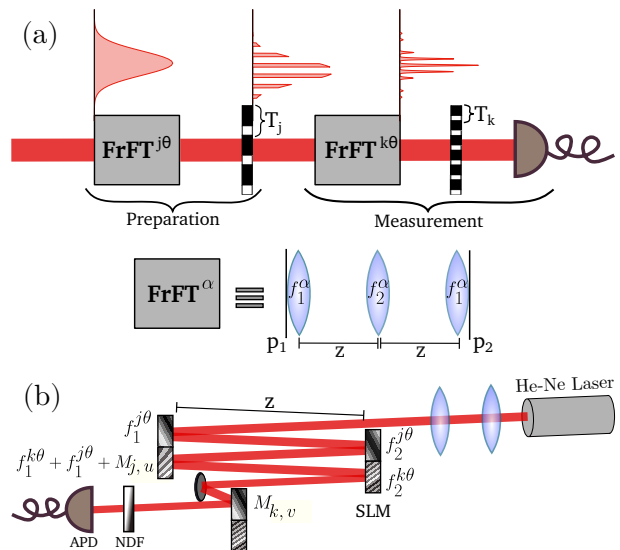 (a)
T_j
T_k
FrFT^{jθ}
FrFT^{kθ}
Preparation
Measurement
FrFT^α
f_1^α
f_2^α
f_1^α
p_1
z
z
p_2
(b)
He-Ne Laser
z
f_1^{jθ}
f_2^{jθ}
f_1^{kθ} + f_1^{jθ} + M_{j,u}
f_2^{kθ}
M_{k,v}
SLM
APD
NDF